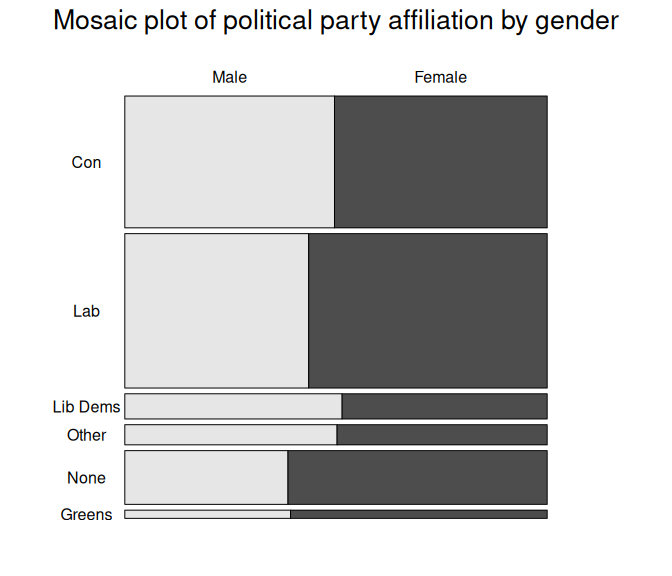 Mosaic plot of political party affiliation by gender
Male Female
Con
Lab
Lib Dems
Other
None
Greens